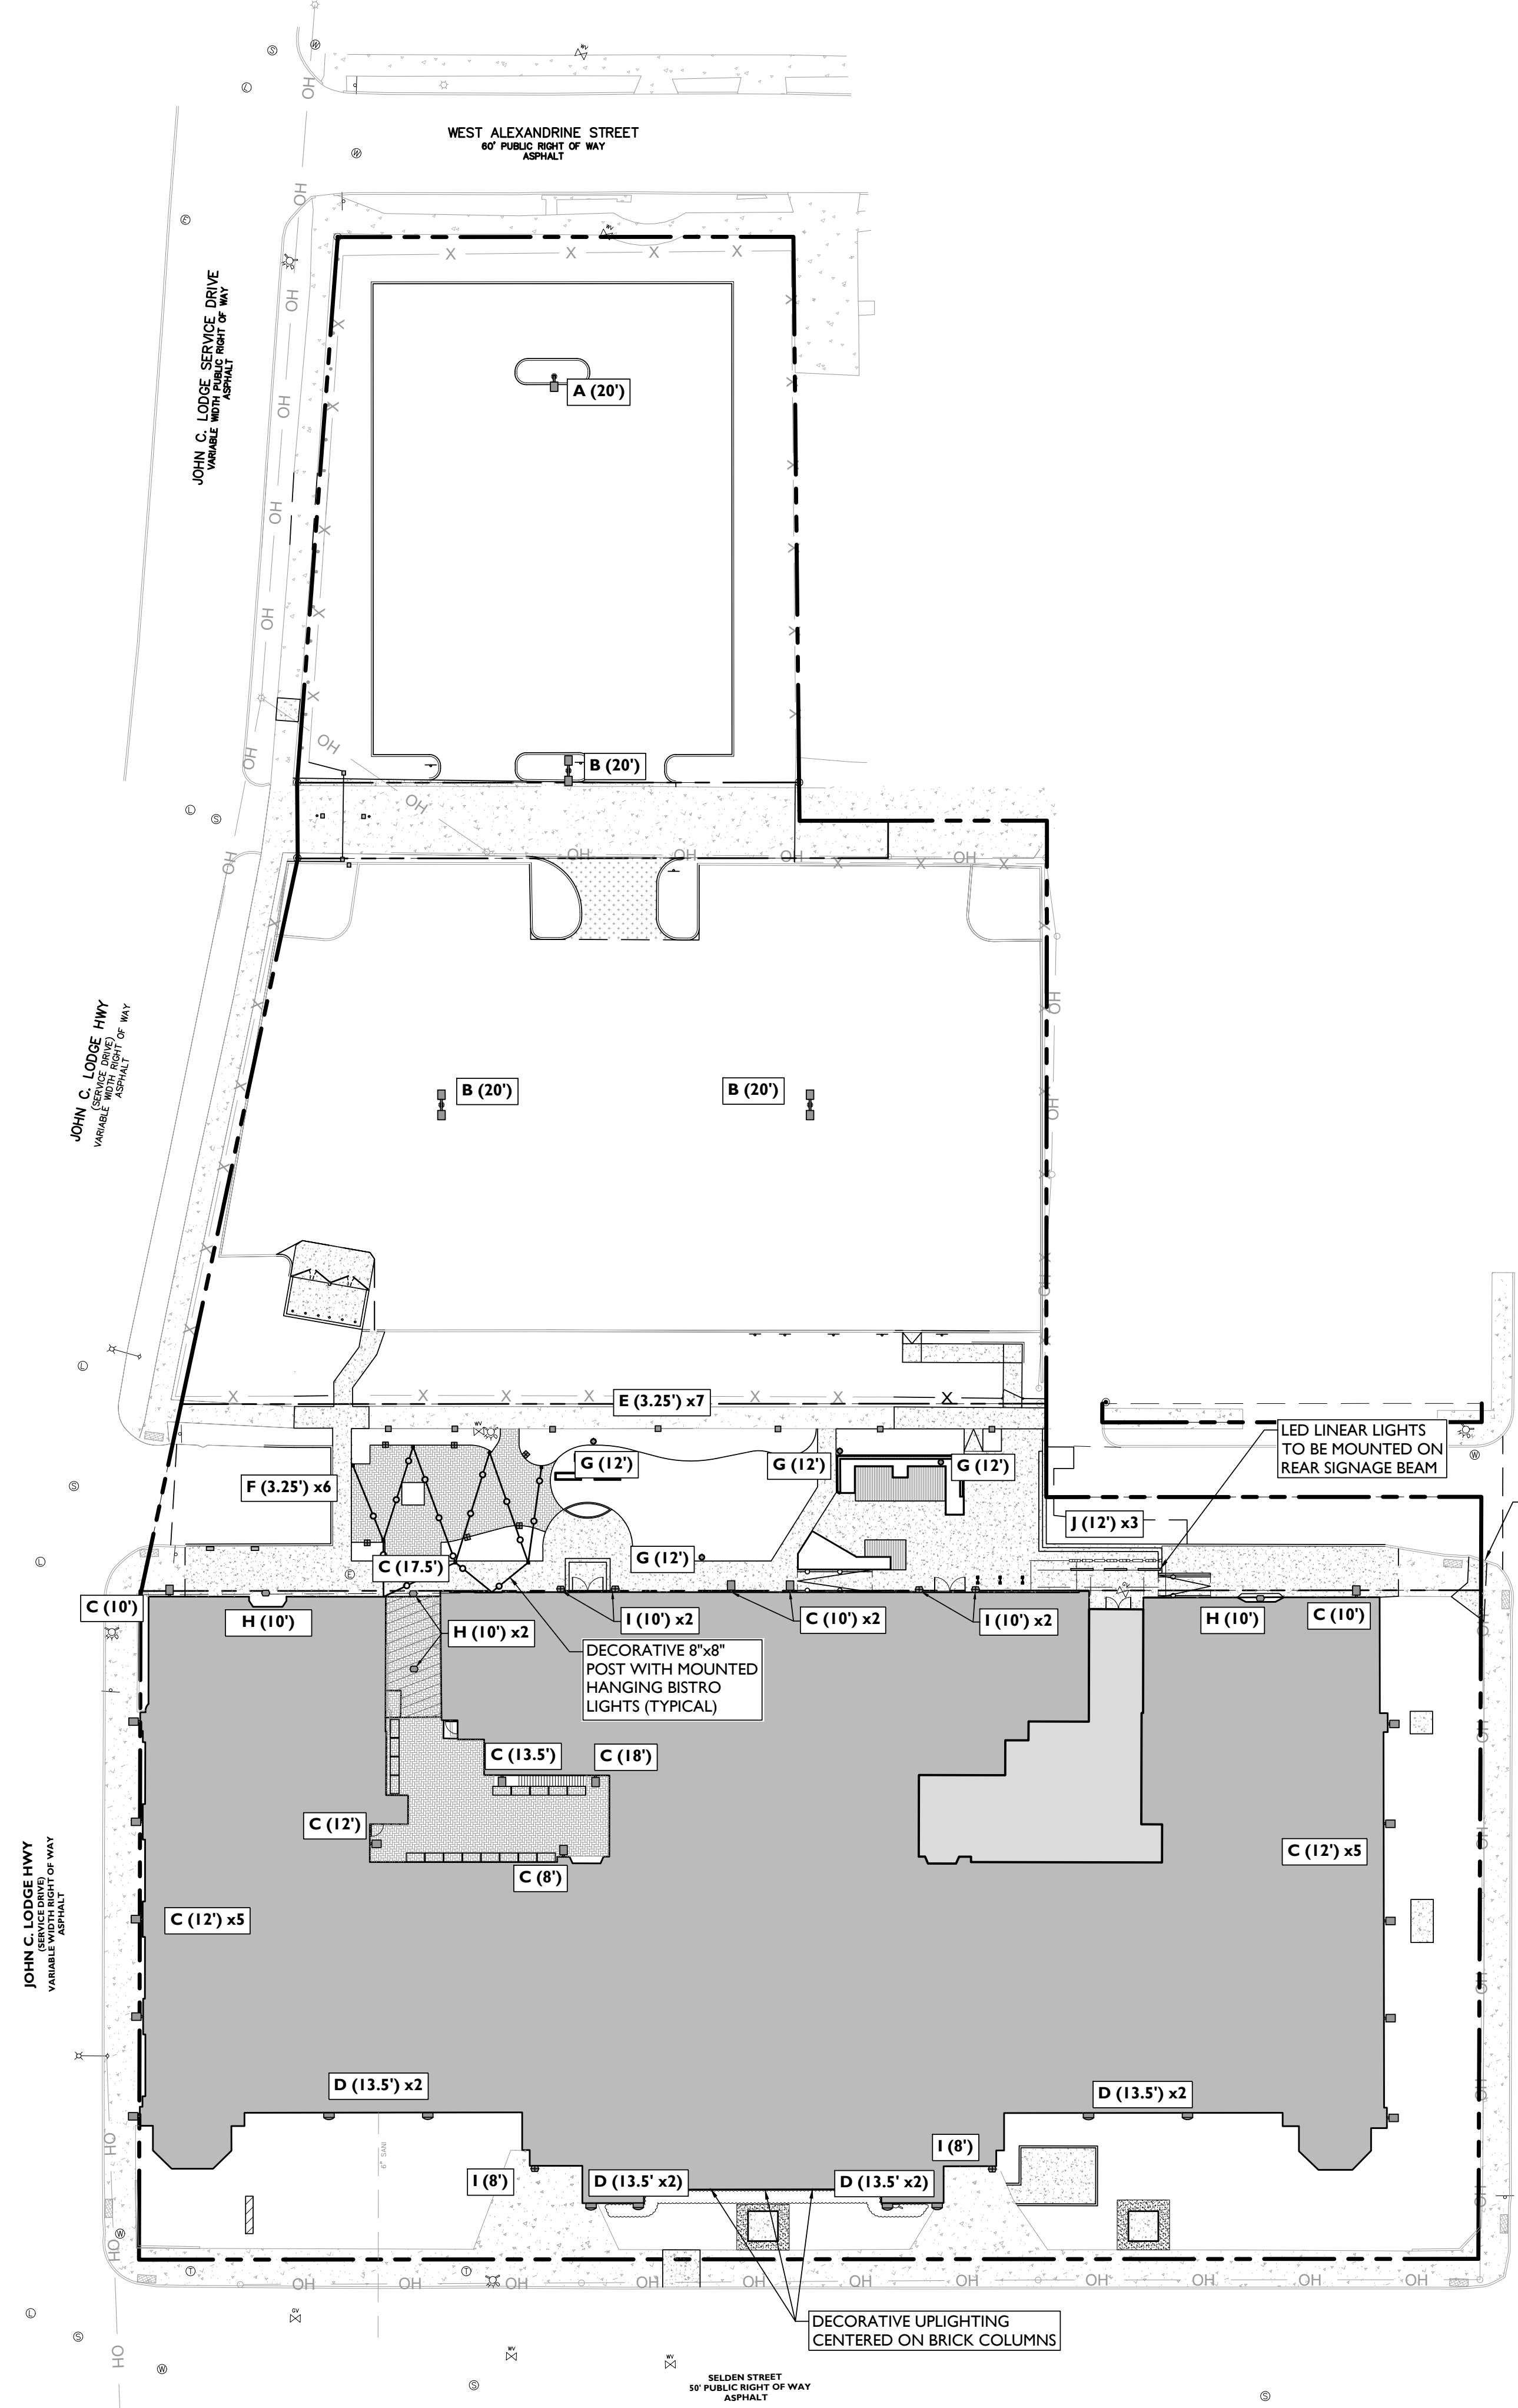 WEST ALEXANDRINE STREET
60' PUBLIC RIGHT OF WAY
ASPHALT
JOHN C. LODGE SERVICE DRIVE
VARIABLE WIDTH PUBLIC RIGHT OF WAY
ASPHALT
A (20')
B (20')
JOHN C. LODGE HWY
(SERVICE DRIVE)
VARIABLE WIDTH RIGHT OF WAY
ASPHALT
B (20')
B (20')
E (3.25') x7
LED LINEAR LIGHTS
TO BE MOUNTED ON
REAR SIGNAGE BEAM
G (12')
G (12')
G (12')
F (3.25') x6
J (12') x3
G (12')
C (17.5')
C (10')
H (10')
H (10') x2
I (10') x2
C (10') x2
I (10') x2
H (10')
C (10')
DECORATIVE 8"x8"
POST WITH MOUNTED
HANGING BISTRO
LIGHTS (TYPICAL)
C (13.5')
C (18')
C (12')
C (8')
C (12') x5
C (12') x5
JOHN C. LODGE HWY
(SERVICE DRIVE)
VARIABLE WIDTH RIGHT OF WAY
ASPHALT
D (13.5') x2
D (13.5') x2
6" SANI
I (8')
I (8')
D (13.5' x2)
D (13.5' x2)
DECORATIVE UPLIGHTING
CENTERED ON BRICK COLUMNS
GV
WV
WV
SELDEN STREET
50' PUBLIC RIGHT OF WAY
ASPHALT